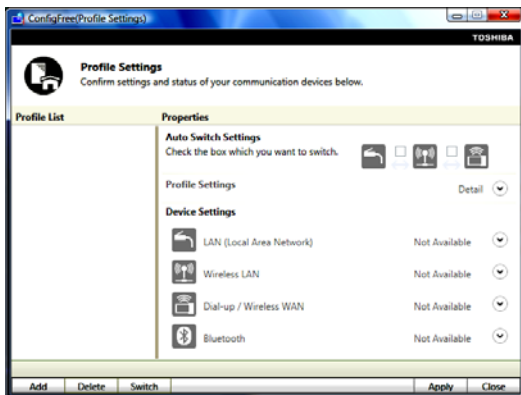 ConfigFree(Profile Settings)
TOSHIBA
Profile Settings
Confirm settings and status of your communication devices below.
Profile List
Properties
Auto Switch Settings
Check the box which you want to switch.
Profile Settings
Detail
Device Settings
LAN (Local Area Network)
Not Available
Wireless LAN
Not Available
Dial-up / Wireless WAN
Not Available
Bluetooth
Not Available
Add
Delete
Switch
Apply
Close